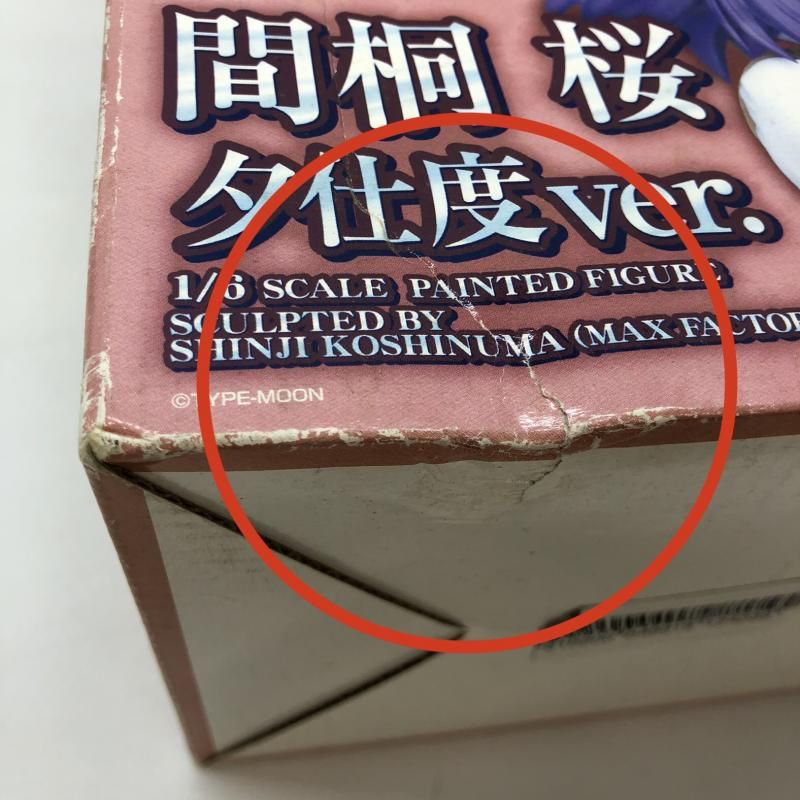 間桐 桜
夕仕度ver.
1/6 SCALE PAINTED FIGURE
SCULPTED BY
SHINJI KOSHINUMA (MAX FACTOR
©TYPE-MOON